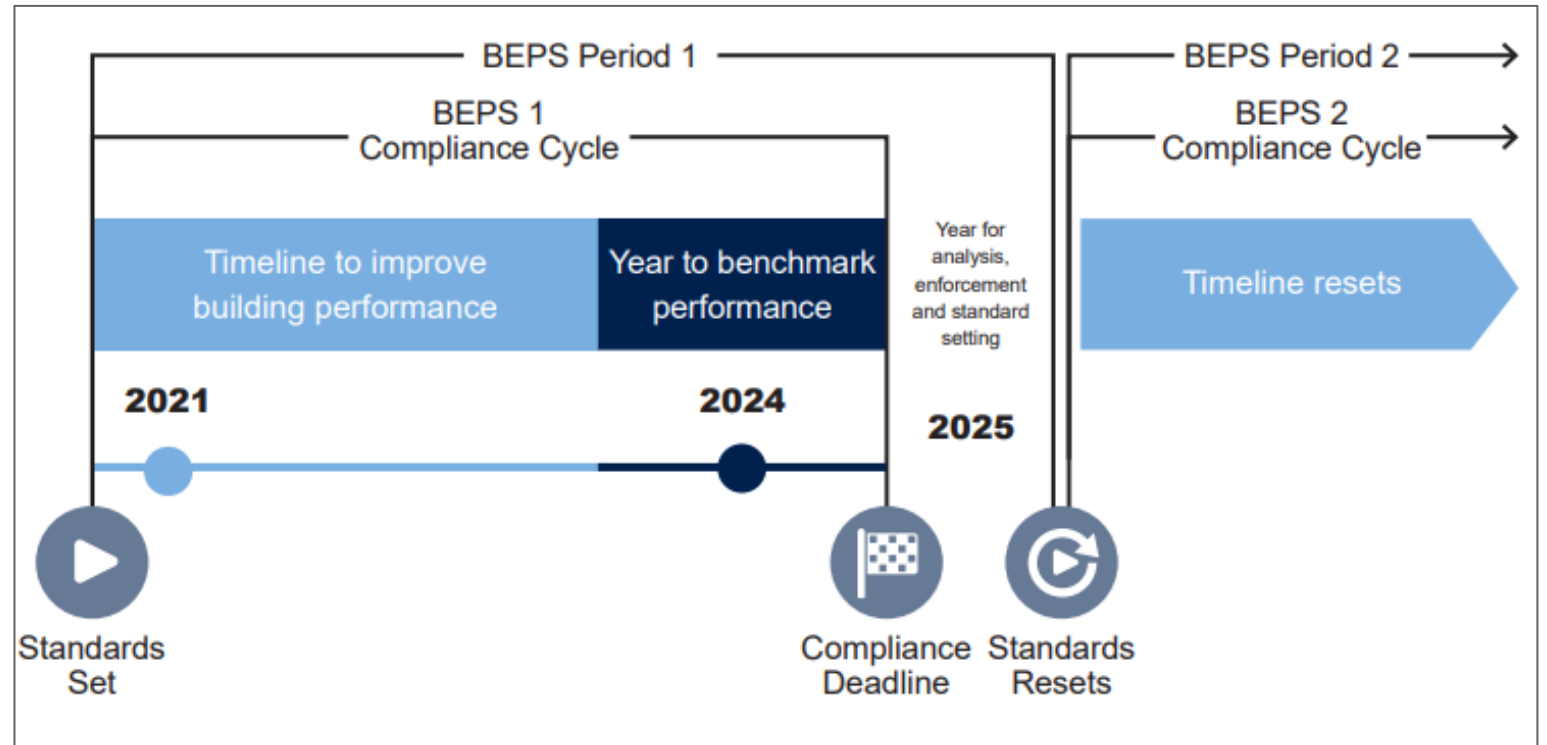 BEPS Period 1
BEPS Period 2
BEPS 1
Compliance Cycle
BEPS 2
Compliance Cycle
Timeline to improve
building performance
Year to benchmark
performance
Year for
analysis,
enforcement
and standard
setting
Timeline resets
2021
2024
2025
Standards
Set
Compliance
Deadline
Standards
Resets